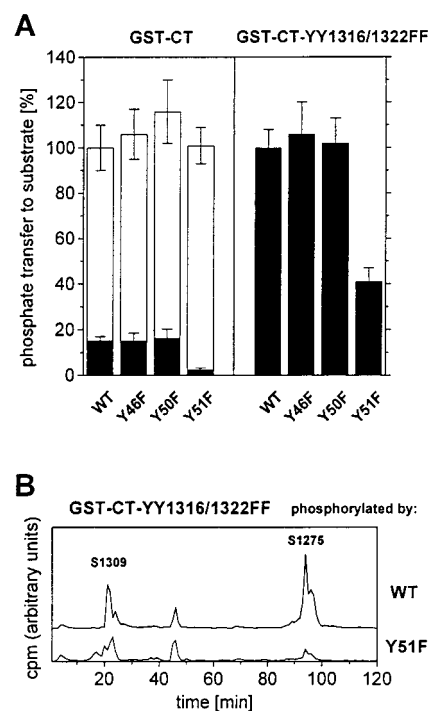 A
GST-CT GST-CT-YY1316/1322FF
phosphate transfer to substrate [%]
140
120
100
80
60
40
20
0
WT Y46F Y50F Y51F WT Y46F Y50F Y51F
B
GST-CT-YY1316/1322FF phosphorylated by:
cpm (arbitrary units)
S1309 S1275
WT
Y51F
20 40 60 80 100 120
time [min]